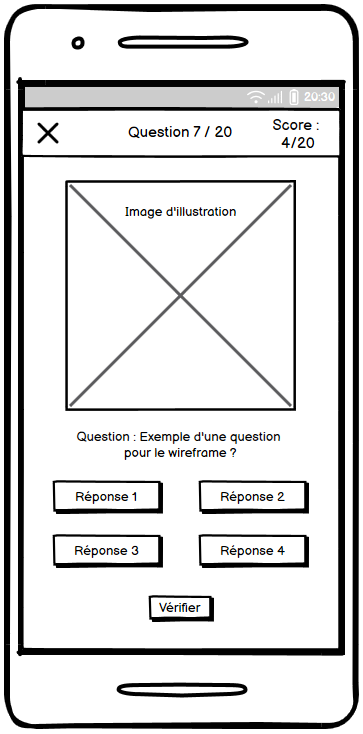 20:30
Question 7 / 20
Score :
4/20
Image d'illustration
Question : Exemple d'une question
pour le wireframe ?
Réponse 1
Réponse 2
Réponse 3
Réponse 4
Vérifier